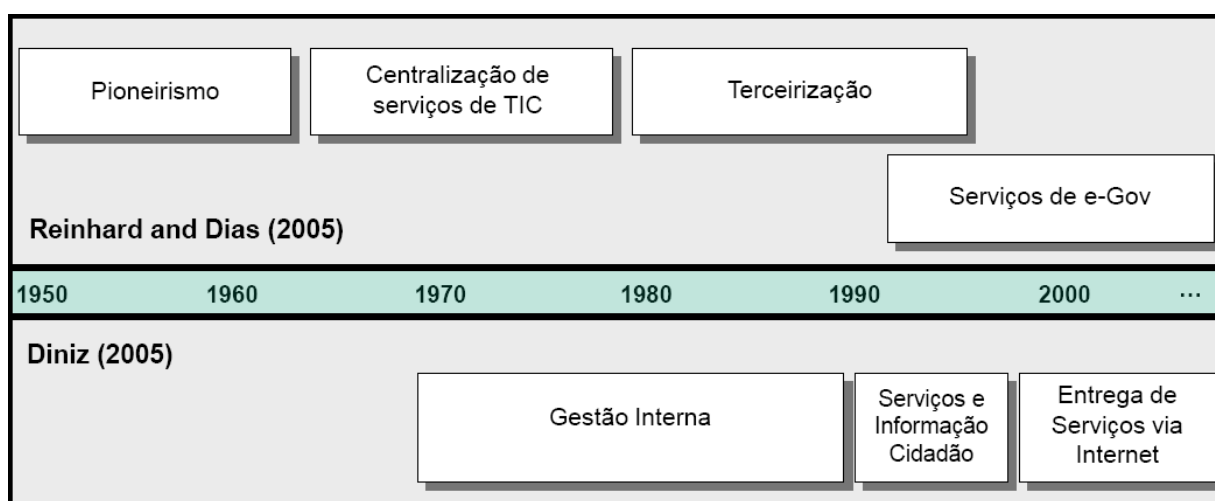 Pioneirismo
Centralização de
serviços de TIC
Terceirização
Serviços de e-Gov
Reinhard and Dias (2005)
1950 1960 1970 1980 1990 2000 ...
Diniz (2005)
Gestão Interna
Serviços e
Informação
Cidadão
Entrega de
Serviços via
Internet